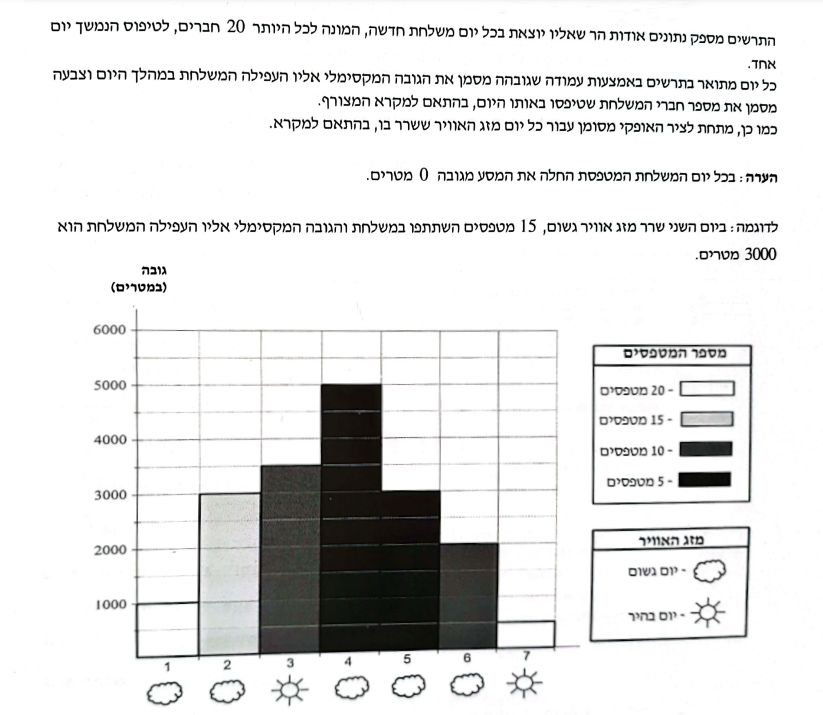 התרשים מספק נתונים אודות הר שאליו יוצאת בכל יום משלחת חדשה, המונה לכל היותר 20 חברים, לטיפוס הנמשך יום
אחד.
כל יום מתואר בתרשים באמצעות עמודה שגובהה מסמן את הגובה המקסימלי אליו העפילה המשלחת במהלך היום וצבעה
מסמן את מספר חברי המשלחת שטיפסו באותו היום, בהתאם למקרא המצורף.
כמו כן, מתחת לציר האופקי מסומן עבור כל יום מזג האוויר ששרר בו, בהתאם למקרא.
הערה: בכל יום המשלחת המטפסת החלה את המסע מגובה 0 מטרים.
לדוגמה: ביום השני שרר מזג אוויר גשום, 15 מטפסים השתתפו במשלחת והגובה המקסימלי אליו העפילה המשלחת הוא
3000 מטרים.
גובה
(במטרים)
6000
5000
4000
3000
2000
1000
1 2 3 4 5 6 7
מספר המטפסים
- 20 מטפסים
- 15 מטפסים
- 10 מטפסים
- 5 מטפסים
מזג האוויר
- יום גשום
- יום בהיר